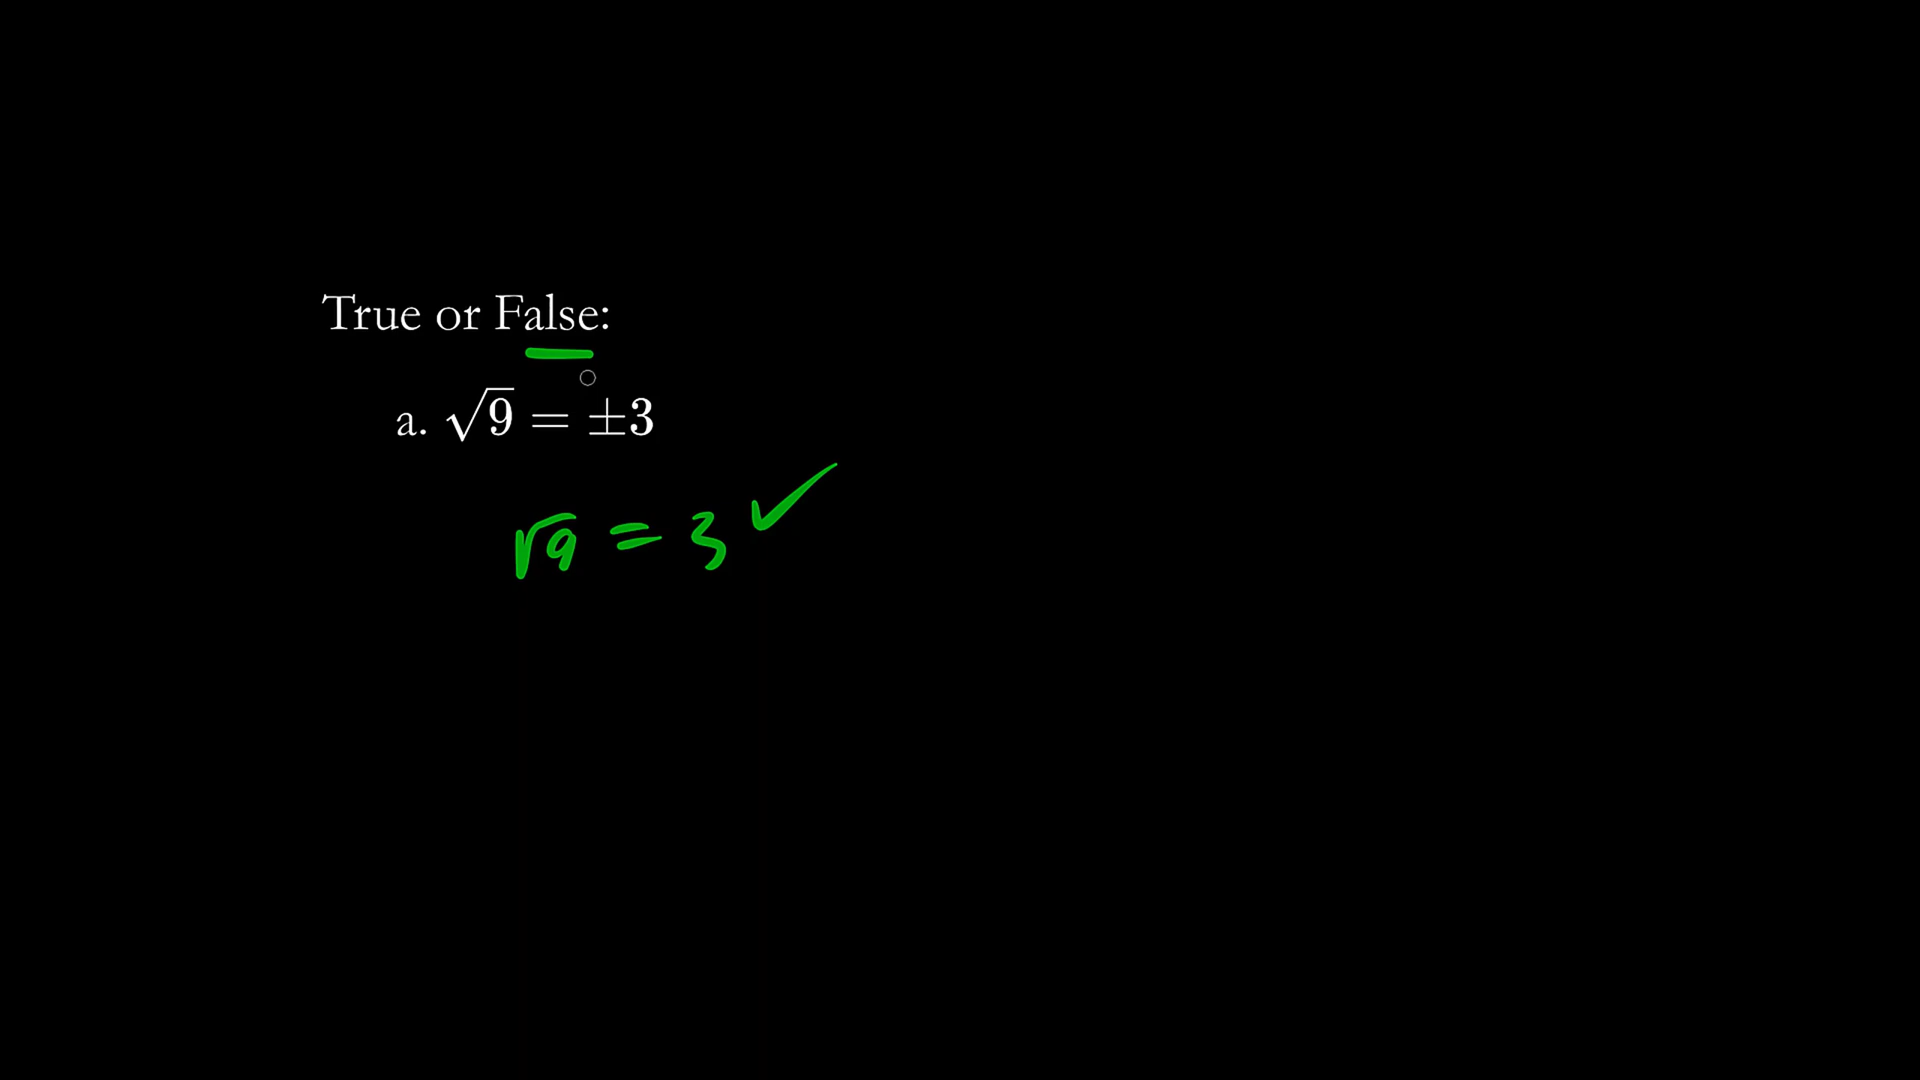 True or False:
a. √9 = ±3
√9 = 3 ✓